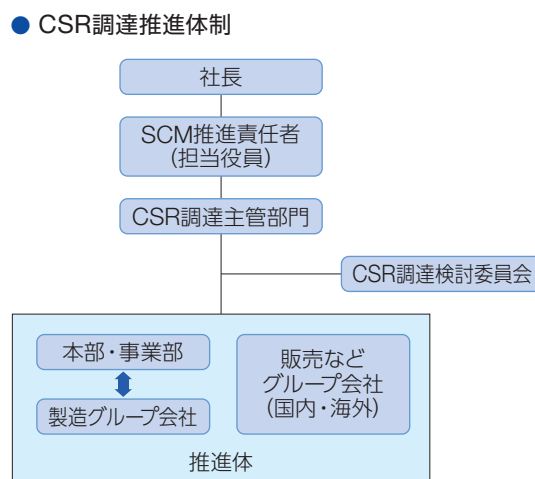 ● CSR調達推進体制
社長
SCM推進責任者
(担当役員)
CSR調達主管部門
CSR調達検討委員会
本部・事業部
製造グループ会社
販売など
グループ会社
(国内・海外)
推進体